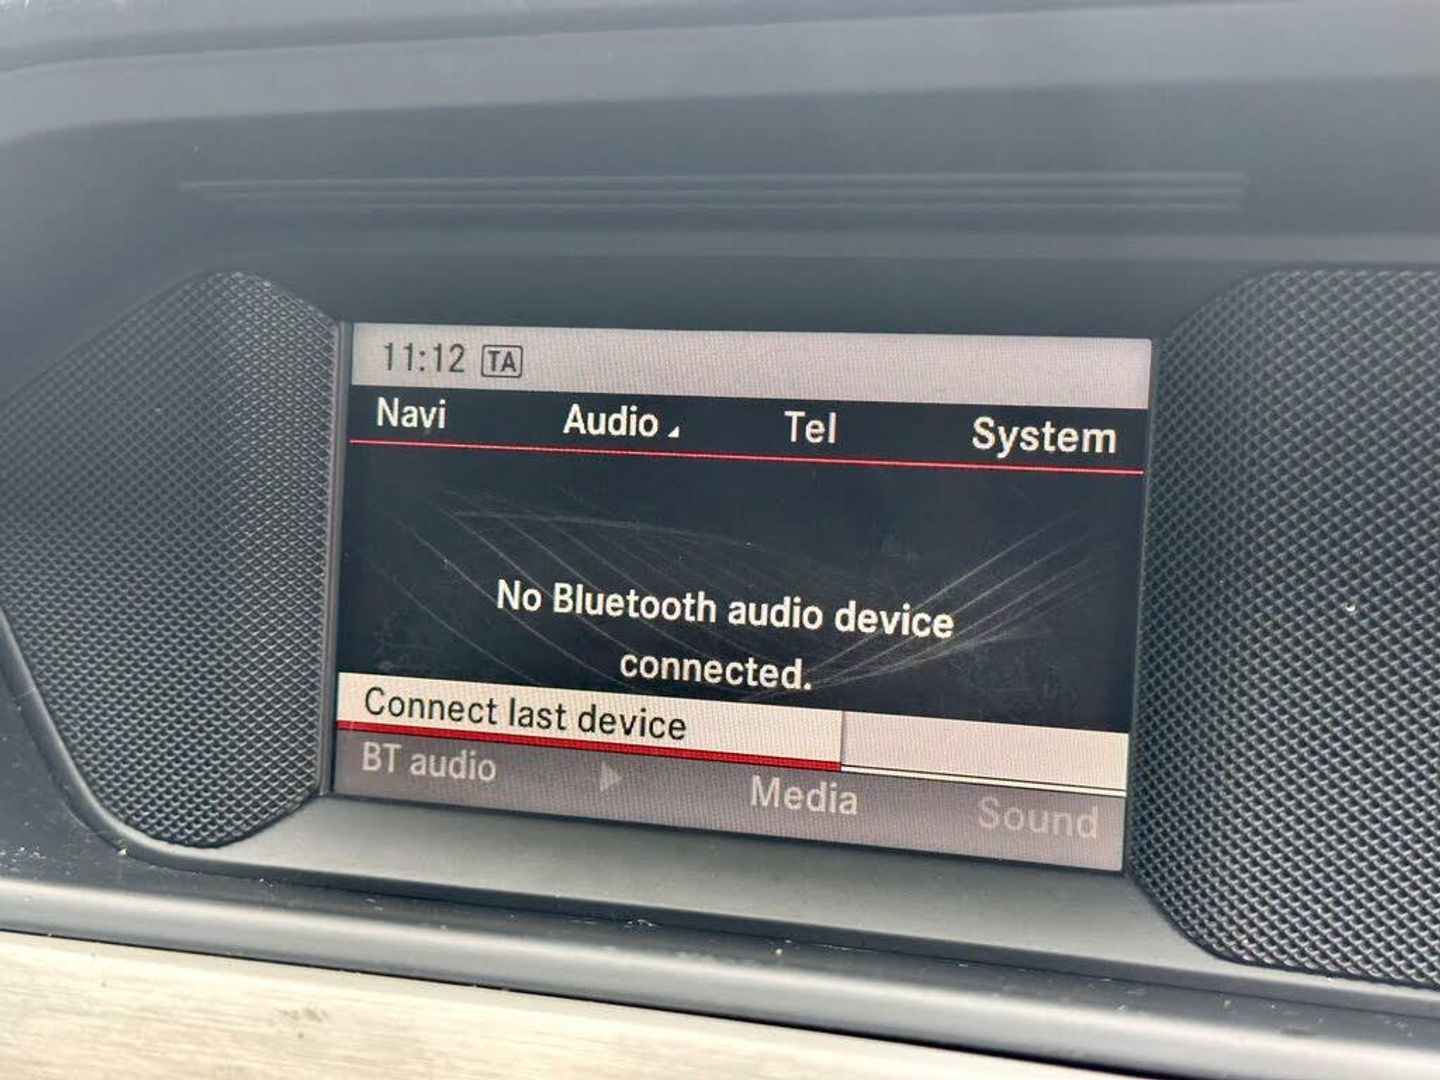 11:12 TA
Navi Audio Tel System
No Bluetooth audio device
connected.
Connect last device
BT audio Media Sound